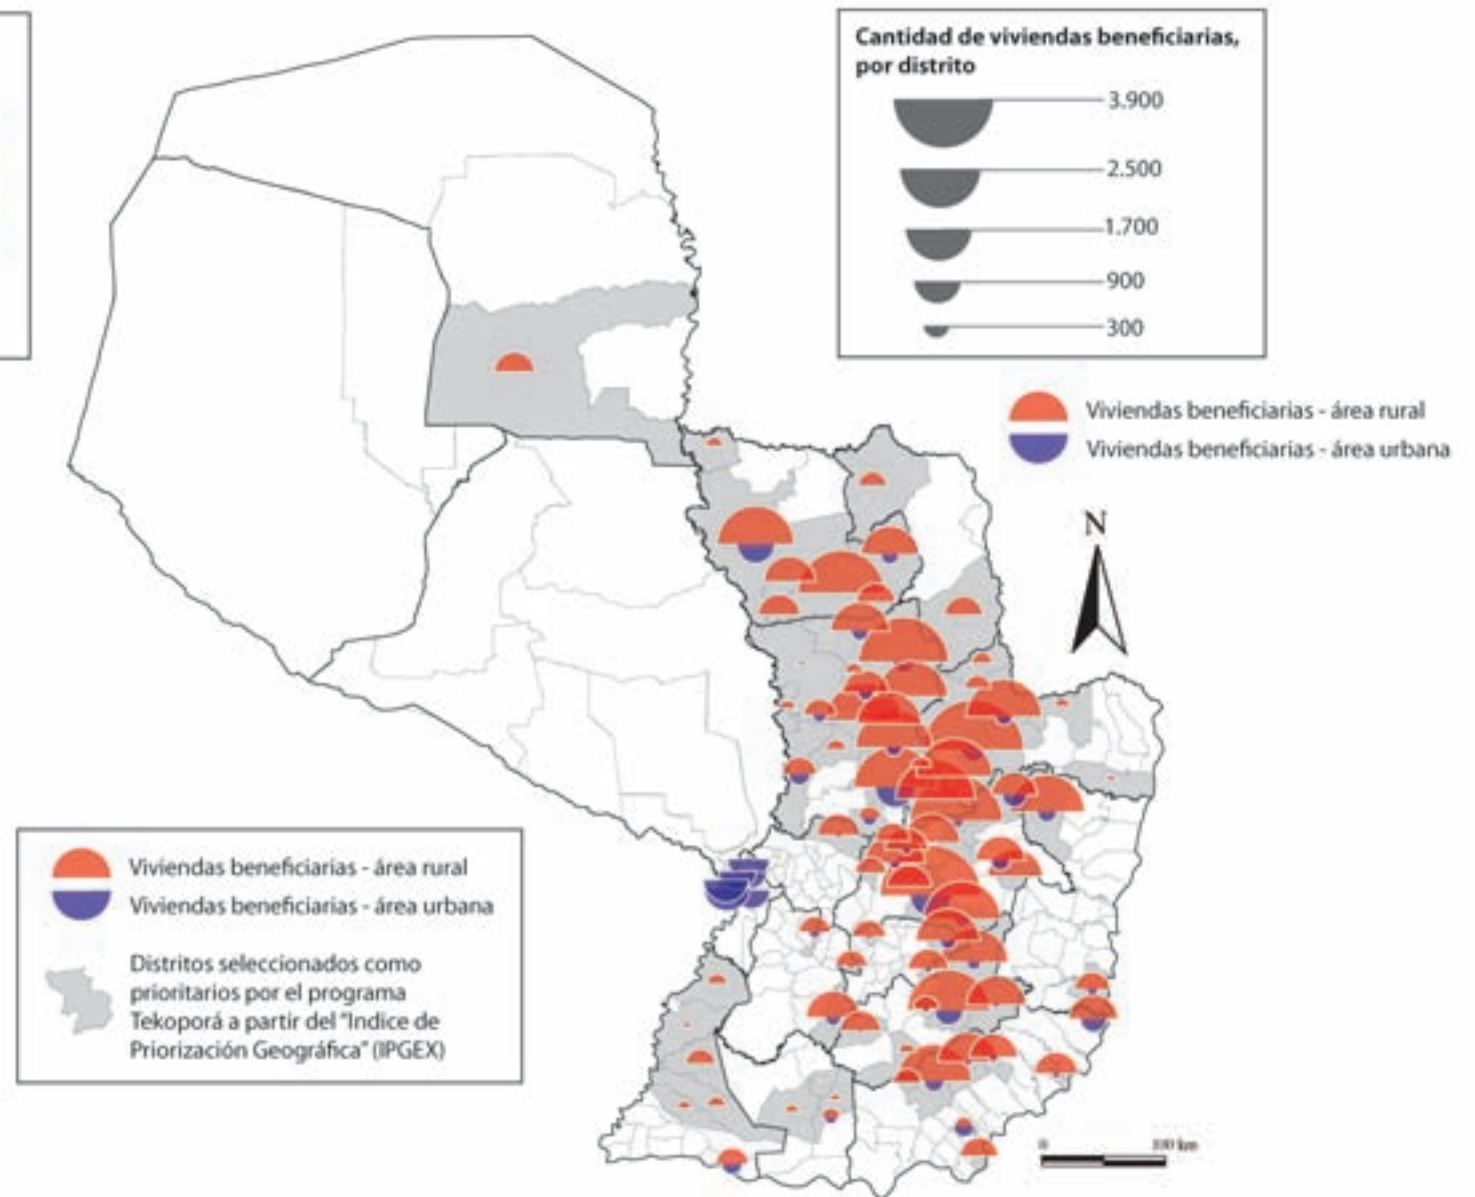 Cantidad de viviendas beneficiarias,
por distrito
3.900
2.500
1.700
900
300
Viviendas beneficiarias - área rural
Viviendas beneficiarias - área urbana
N
Viviendas beneficiarias - área rural
Viviendas beneficiarias - área urbana
Distritos seleccionados como
prioritarios por el programa
Tekoporá a partir del "Indice de
Priorización Geográfica" (IPGEX)
0 100 km